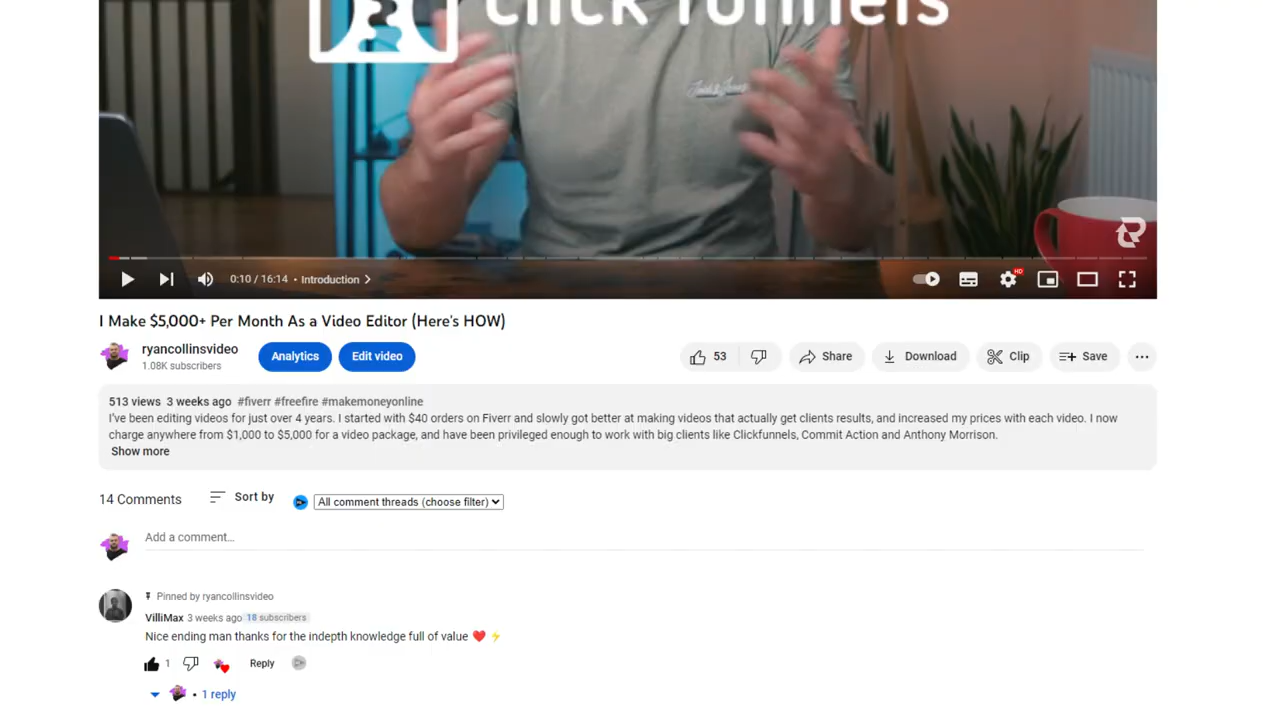 click funnels
Jack & Jones
0:10 / 16:14 • Introduction >
HD
I Make $5,000+ Per Month As a Video Editor (Here's HOW)
ryancollinsvideo
1.08K subscribers
Analytics
Edit video
53
Share
Download
Clip
Save
513 views 3 weeks ago #fiverr #freefire #makemoneyonline
I've been editing videos for just over 4 years. I started with $40 orders on Fiverr and slowly got better at making videos that actually get clients results, and increased my prices with each video. I now
charge anywhere from $1,000 to $5,000 for a video package, and have been privileged enough to work with big clients like Clickfunnels, Commit Action and Anthony Morrison.
Show more
14 Comments
Sort by
All comment threads (choose filter)
Add a comment...
Pinned by ryancollinsvideo
VilliMax 3 weeks ago 18 subscribers
Nice ending man thanks for the indepth knowledge full of value ❤️ ⚡
1
Reply
• 1 reply